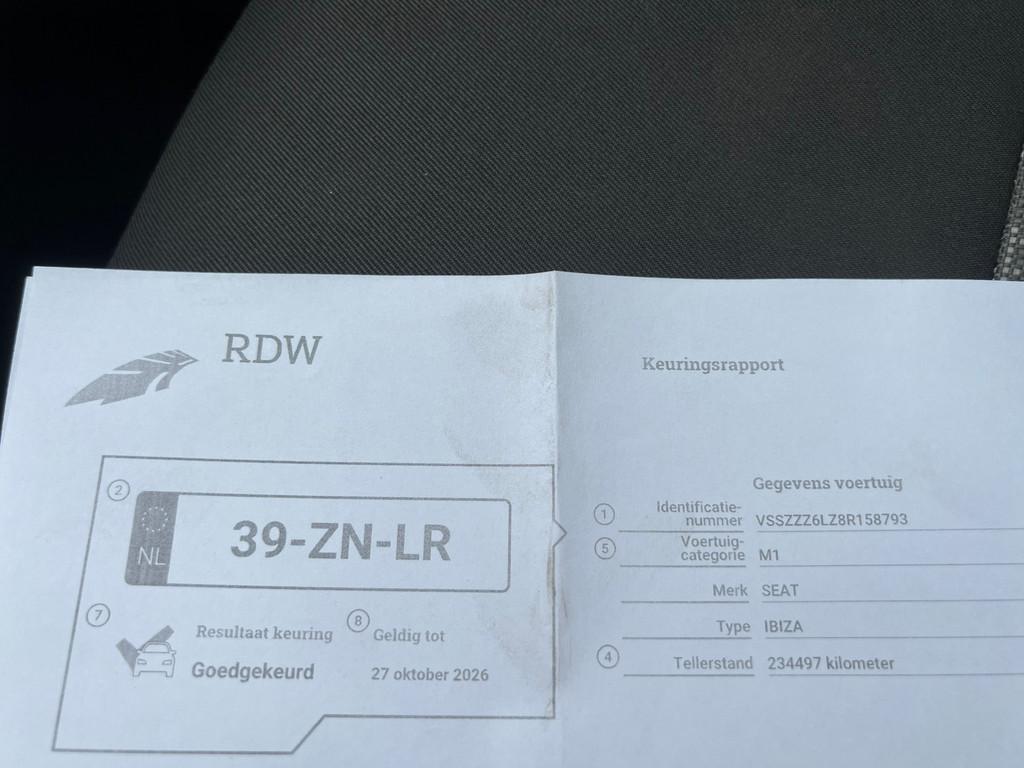 RDW
Keuringsrapport
2
NL
39-ZN-LR
7
Resultaat keuring
Goedgekeurd
8
Geldig tot
27 oktober 2026
Gegevens voertuig
1
Identificatie-
nummer VSSZZZ6LZ8R158793
5
Voertuig-
categorie M1
Merk SEAT
Type IBIZA
4 Tellerstand 234497 kilometer